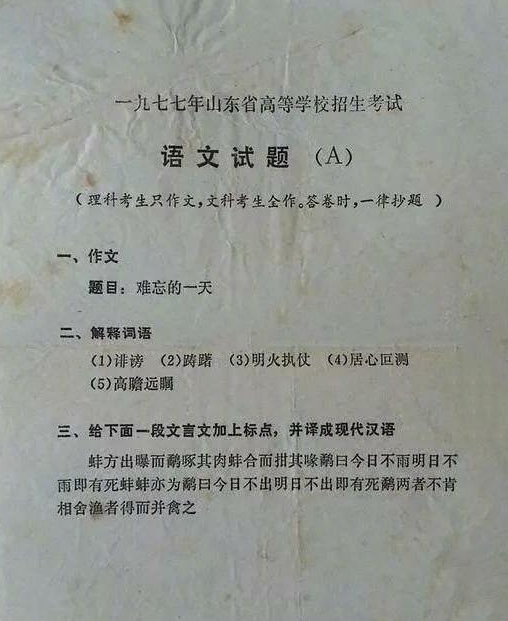 一九七七年山东省高等学校招生考试
语文试题 (A)
(理科考生只作文,文科考生全作。答卷时,一律抄题 )
一、作文
题目：难忘的一天
二、解释词语
(1)诽谤 (2)踌躇 (3)明火执仗 (4)居心叵测
(5)高瞻远瞩
三、给下面一段文言文加上标点，并译成现代汉语
蚌方出曝而鹬啄其肉蚌合而拑其喙鹬曰今日不雨明日不
雨即有死蚌蚌亦为鹬曰今日不出明日不出即有死鹬两者不肯
相舍渔者得而并禽之